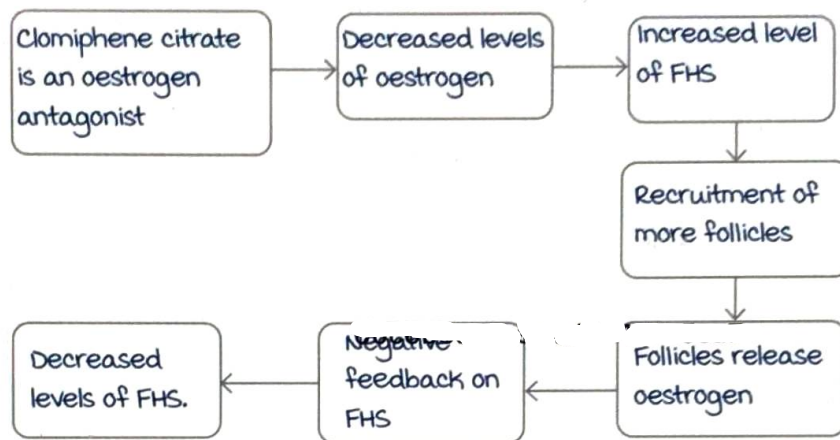 Clomiphene citrate
is an oestrogen
antagonist
Decreased levels
of oestrogen
Increased level
of FHS
Recruitment of
more follicles
Follicles release
oestrogen
Negative
feedback on
FHS
Decreased
levels of FHS.